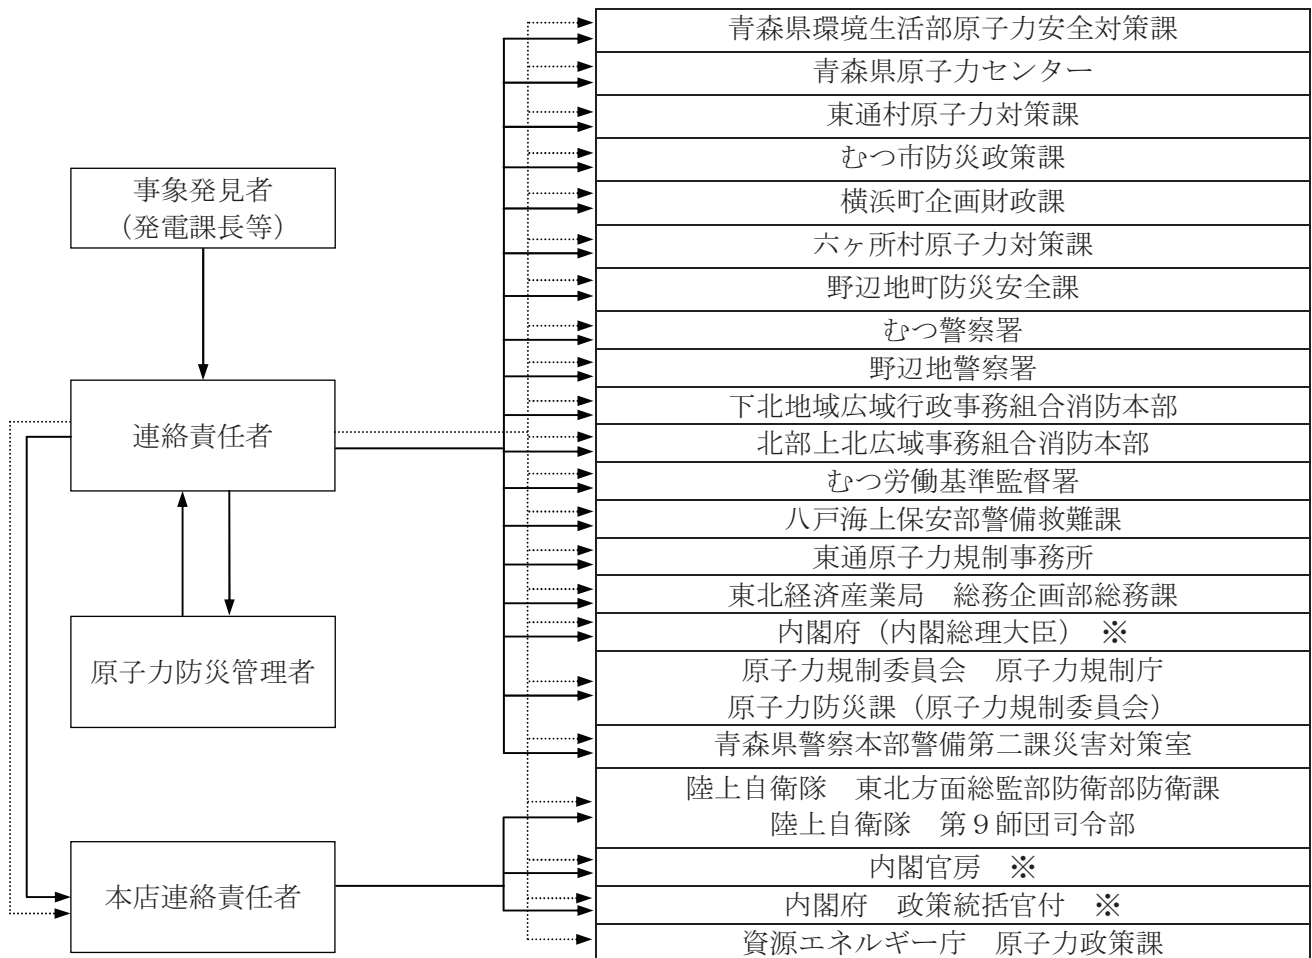 事象発見者
(発電課長等)
連絡責任者
原子力防災管理者
本店連絡責任者
青森県環境生活部原子力安全対策課
青森県原子力センター
東通村原子力対策課
むつ市防災政策課
横浜町企画財政課
六ヶ所村原子力対策課
野辺地町防災安全課
むつ警察署
野辺地警察署
下北地域広域行政事務組合消防本部
北部上北広域事務組合消防本部
むつ労働基準監督署
八戸海上保安部警備救難課
東通原子力規制事務所
東北経済産業局　総務企画部総務課
内閣府（内閣総理大臣）　※
原子力規制委員会　原子力規制庁
原子力防災課（原子力規制委員会）
青森県警察本部警備第二課災害対策室
陸上自衛隊　東北方面総監部防衛部防衛課
陸上自衛隊　第９師団司令部
内閣官房　※
内閣府　政策統括官付　※
資源エネルギー庁　原子力政策課